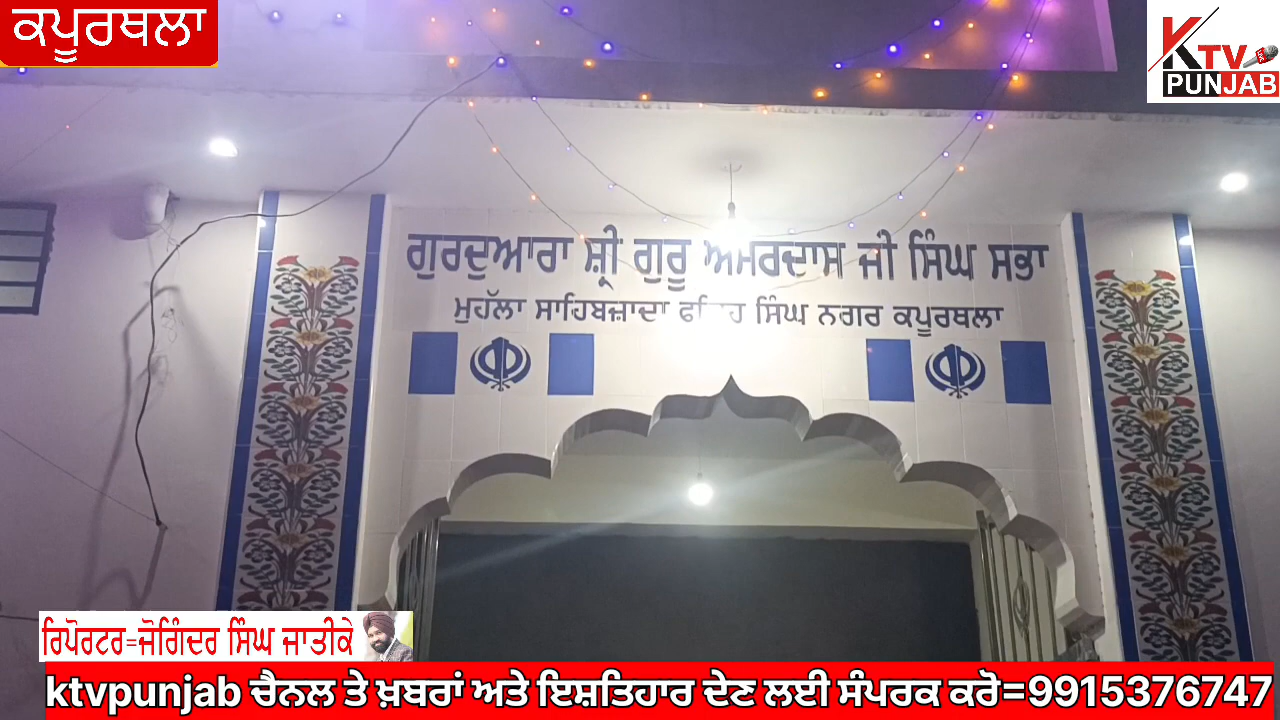 ਕਪੂਰਥਲਾ
KTV
PUNJAB
ਗੁਰਦੁਆਰਾ ਸ਼੍ਰੀ ਗੁਰੂ ਅਮਰਦਾਸ ਜੀ ਸਿੰਘ ਸਭਾ
ਮੁਹੱਲਾ ਸਾਹਿਬਜ਼ਾਦਾ ਫਤਿਹ ਸਿੰਘ ਨਗਰ ਕਪੂਰਥਲਾ
ਰਿਪੋਰਟਰ=ਜੋਗਿੰਦਰ ਸਿੰਘ ਜਾਤੀਕੇ
ktvpunjab ਚੈਨਲ ਤੇ ਖ਼ਬਰਾਂ ਅਤੇ ਇਸ਼ਤਿਹਾਰ ਦੇਣ ਲਈ ਸੰਪਰਕ ਕਰੋ=9915376747